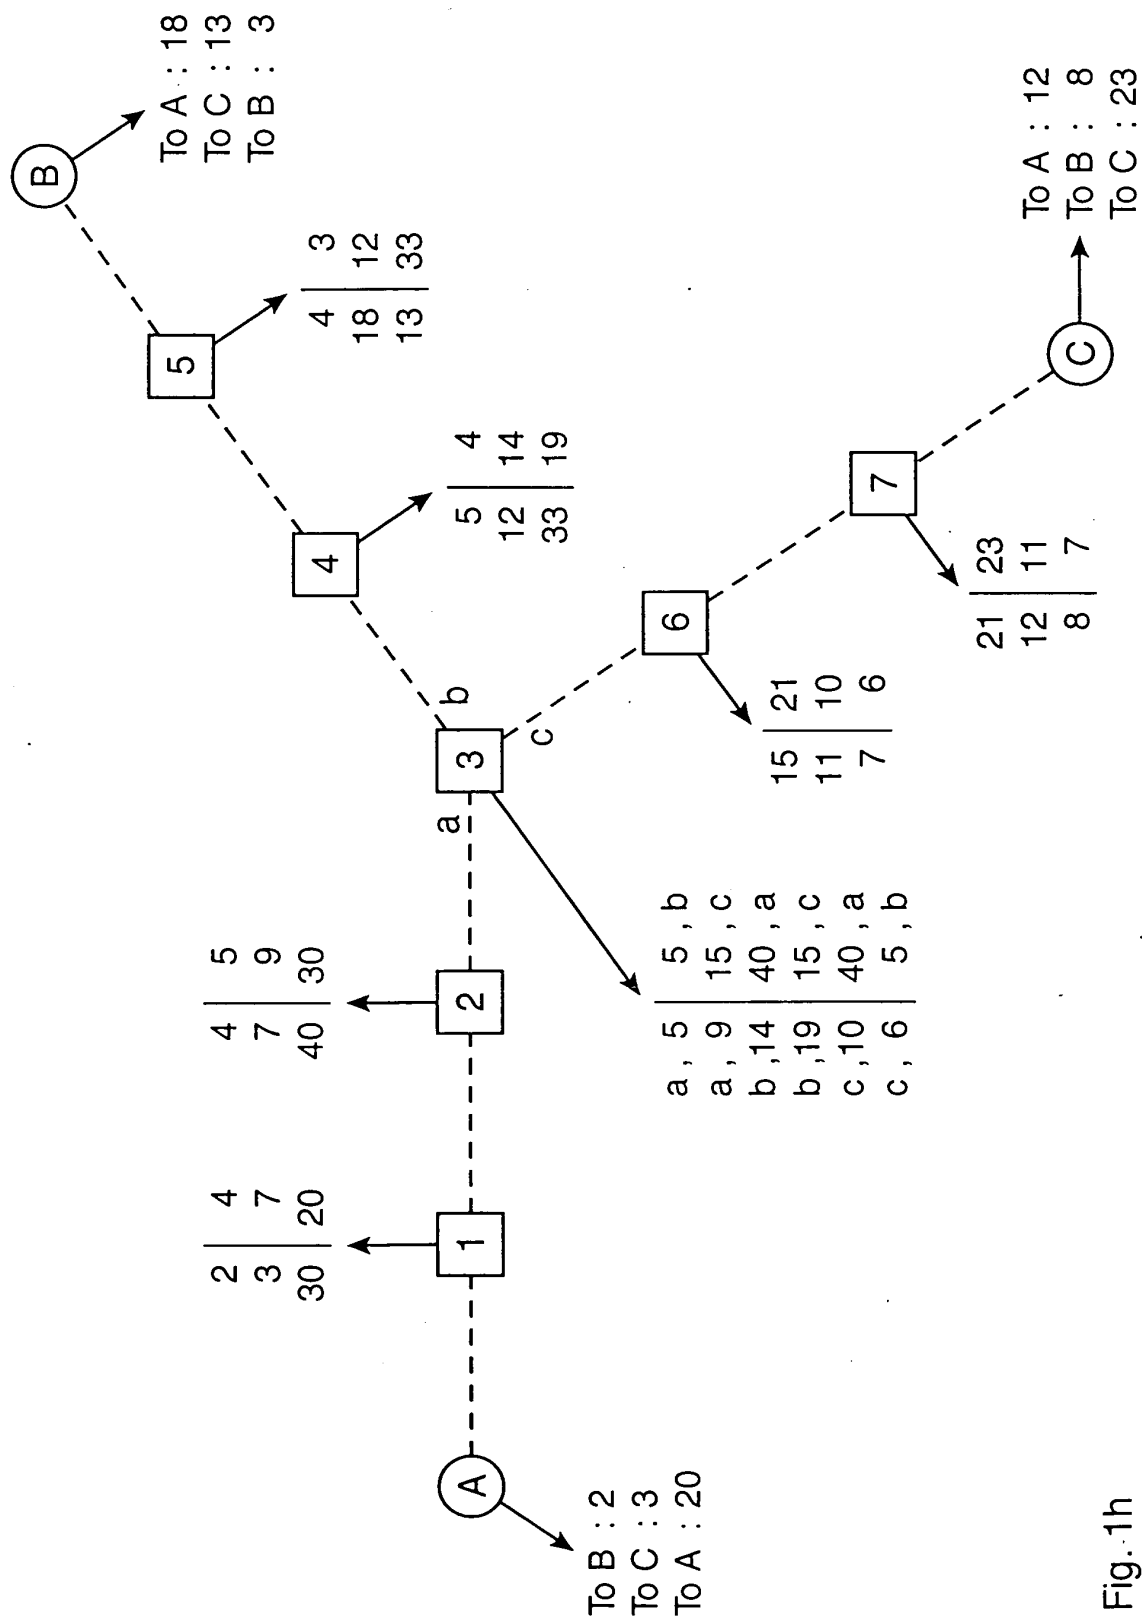 B
To A : 18
To C : 13
To B : 3
5
4 3
18 12
13 33
4
5 4
12 14
33 19
b
3
a
c
4 5
7 9
40 30
2
2 4
3 7
30 20
1
A
To B : 2
To C : 3
To A : 20
a, 5 5, b
a, 9 15, c
b, 14 40, a
b, 19 15, c
c, 10 40, a
c, 6 5, b
6
15 21
11 10
7 6
7
21 23
12 11
8 7
C
To A : 12
To B : 8
To C : 23
Fig. 1h